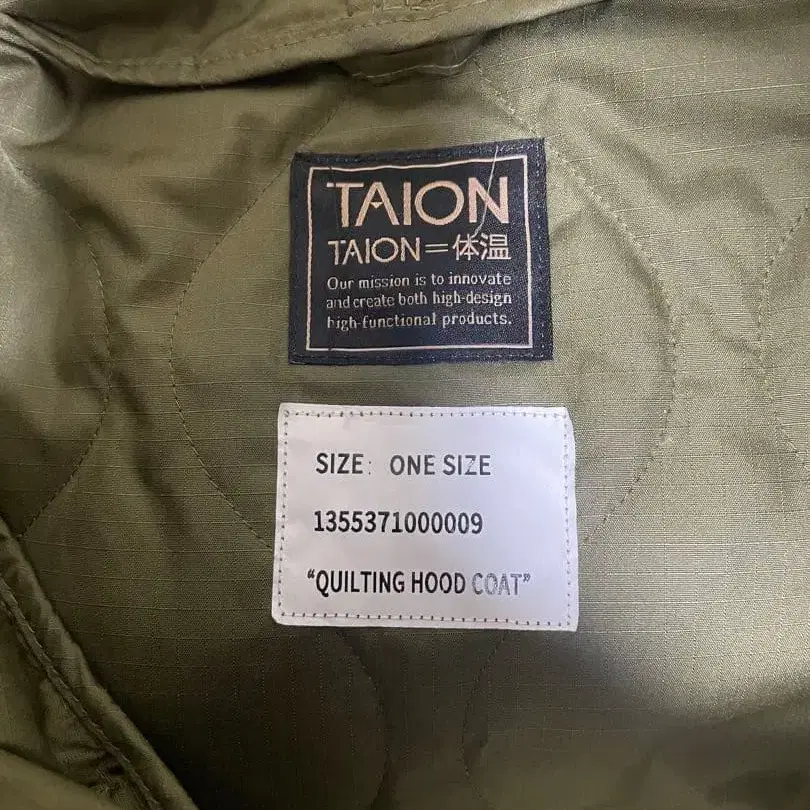 TAION
TAION=体温
Our mission is to innovate
and create both high-design
high-functional products.
SIZE: ONE SIZE
1355371000009
“QUILTING HOOD COAT”